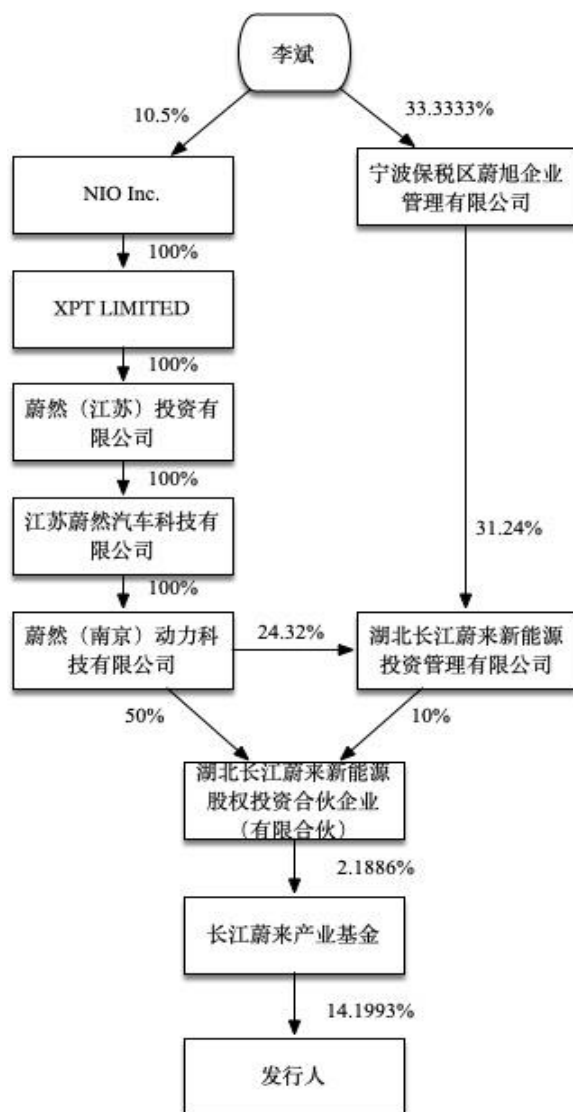 李斌
10.5%
33.3333%
NIO Inc.
宁波保税区蔚旭企业
管理有限公司
100%
XPT LIMITED
100%
蔚然（江苏）投资有
限公司
100%
江苏蔚然汽车科技有
限公司
31.24%
100%
蔚然（南京）动力科
技有限公司
24.32%
湖北长江蔚来新能源
投资管理有限公司
50%
10%
湖北长江蔚来新能源
股权投资合伙企业
（有限合伙）
2.1886%
长江蔚来产业基金
14.1993%
发行人